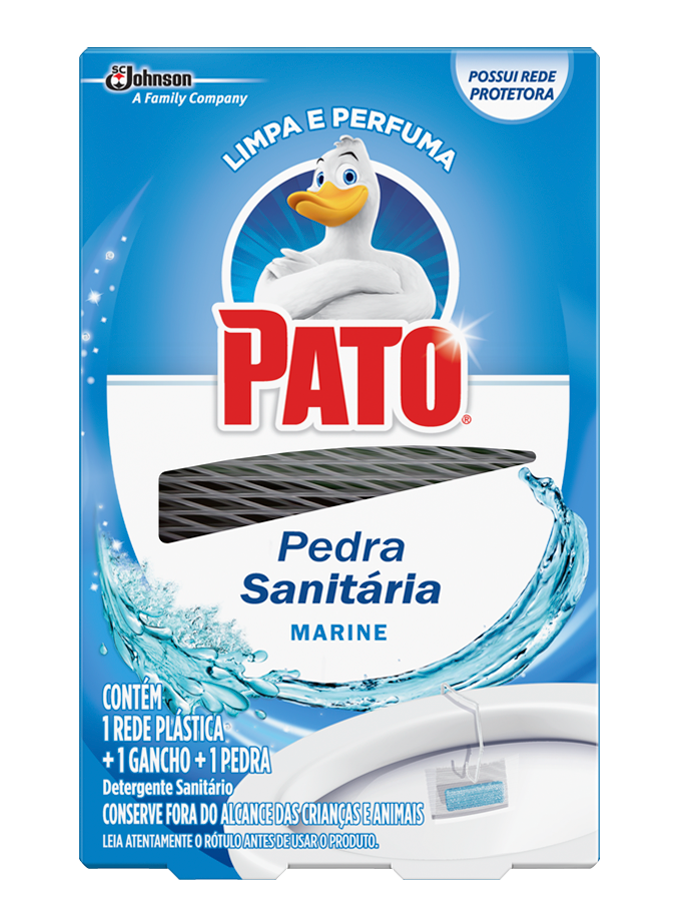 SC Johnson
A Family Company
POSSUI REDE
PROTETORA
LIMPA E PERFUMA
PATO®
Pedra
Sanitária
MARINE
CONTÉM
1 REDE PLÁSTICA
+ 1 GANCHO + 1 PEDRA
Detergente Sanitário
CONSERVE FORA DO ALCANCE DAS CRIANÇAS E ANIMAIS
LEIA ATENTAMENTE O RÓTULO ANTES DE USAR O PRODUTO.